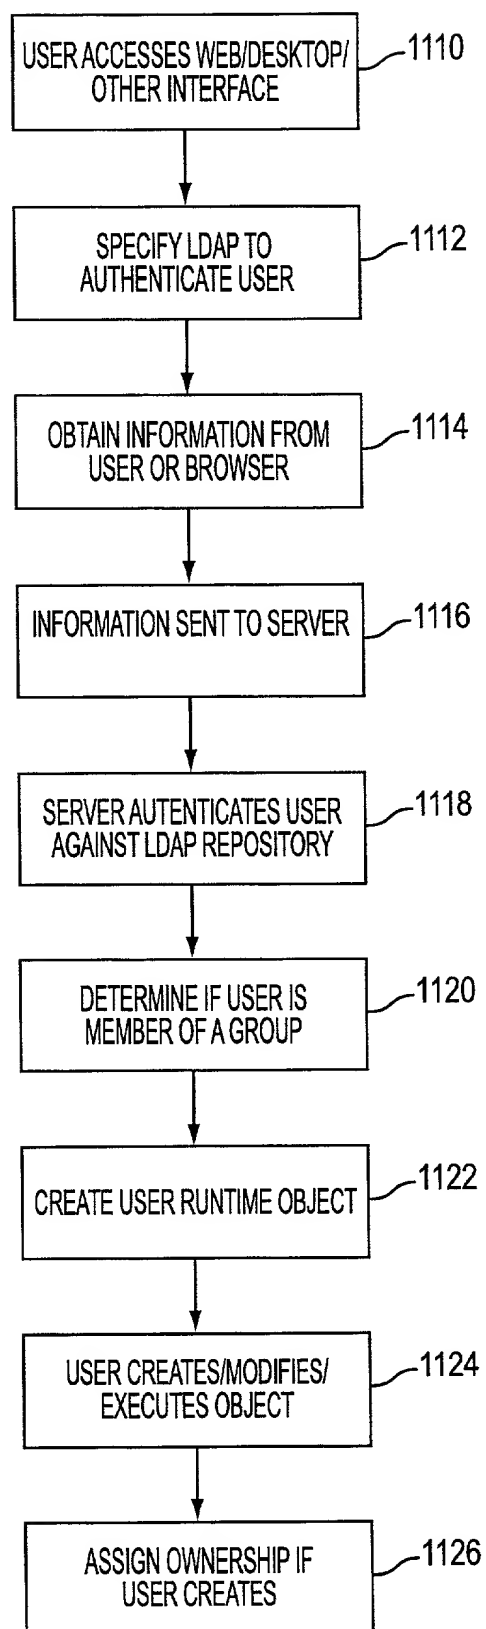 USER ACCESSES WEB/DESKTOP/
OTHER INTERFACE
1110
SPECIFY LDAP TO
AUTHENTICATE USER
1112
OBTAIN INFORMATION FROM
USER OR BROWSER
1114
INFORMATION SENT TO SERVER
1116
SERVER AUTENTICATES USER
AGAINST LDAP REPOSITORY
1118
DETERMINE IF USER IS
MEMBER OF A GROUP
1120
CREATE USER RUNTIME OBJECT
1122
USER CREATES/MODIFIES/
EXECUTES OBJECT
1124
ASSIGN OWNERSHIP IF
USER CREATES
1126